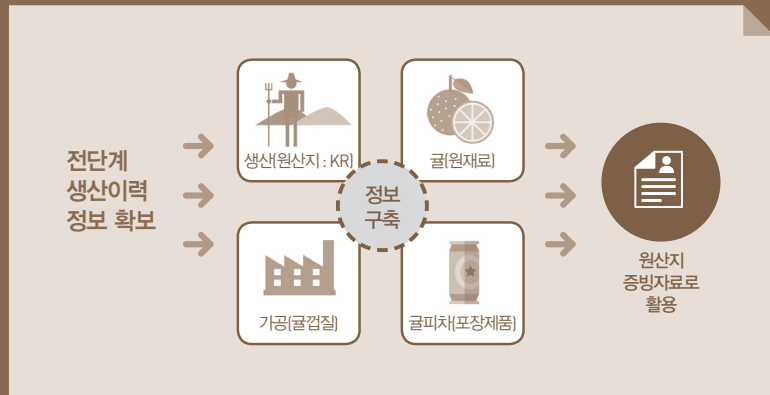 전단계
생산이력
정보 확보
생산(원산지 : KR)
귤(원재료)
정보
구축
가공(귤껍질)
귤피차(포장제품)
원산지
증빙자료로
활용